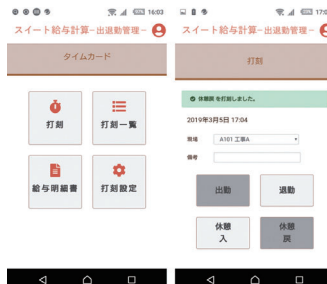 16:03
スイート給与計算−出退勤管理−
タイムカード
打刻
打刻一覧
給与明細書
打刻設定
17:0
スイート給与計算−出退勤管理−
打刻
休憩戻 を打刻しました。
2019年3月5日 17:04
現場
A101 工事A
備考
出勤
退勤
休憩
入
休憩
戻